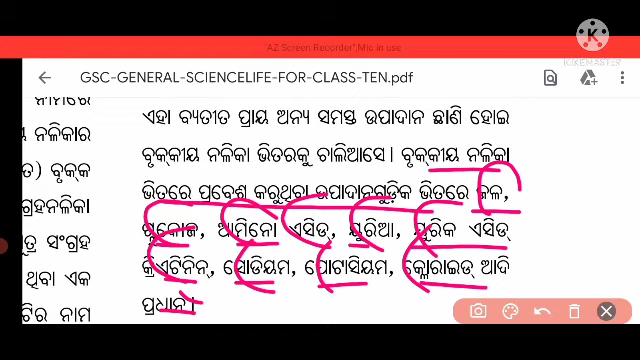 "AZ Screen Recorder",Mic in use
KINEMASTER
GSC-GENERAL-SCIENCELIFE-FOR-CLASS-TEN.pdf
ନାମରେ
ଏହା ବ୍ୟତୀତ ପ୍ରାୟ ଅନ୍ୟ ସମସ୍ତ ଉପାଦାନ ଛାଣି ହୋଇ
ୟ ନଳିକାର
ବୃକ୍‌କୀୟ ନଳିକା ଭିତରକୁ ଚାଲିଆସେ। ବୃକ୍‌କୀୟ ନଳିକା
ତ) ବୃକ୍‌କ
ଭିତରେ ପ୍ରବେଶ କରୁଥିବା ଉପାଦାନଗୁଡ଼ିକ ଭିତରେ ଜଳ,
ଗ୍ରହନଳିକା
ଗ୍ଲୁକୋଜ, ଆମିନୋ ଏସିଡ୍, ୟୁରିଆ, ୟୁରିକ ଏସିଡ୍
ତ୍ର ସଂଗ୍ରହ
କ୍ରିଏଟିନିନ୍, ସୋଡିୟମ, ପୋଟାସିୟମ, କ୍ଲୋରାଇଡ୍ ଆଦି
ଥିବା ଏକ
ପ୍ରଧାନ।
ଟିର ନାମ